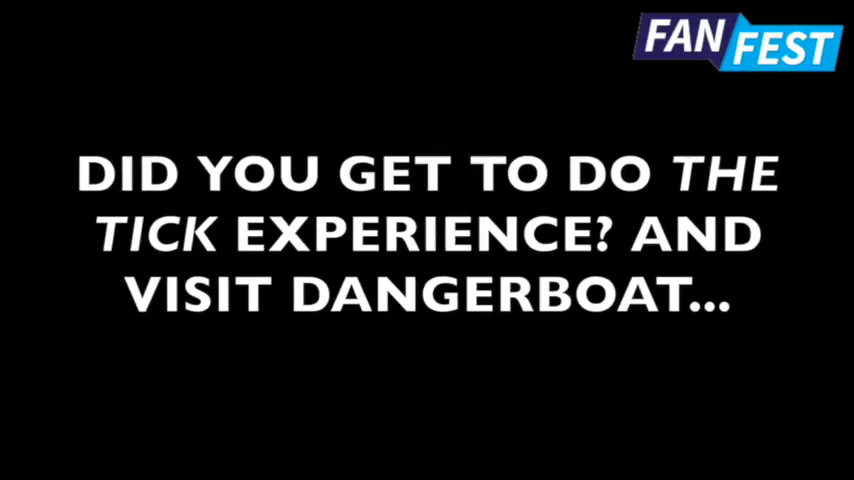 FAN
FEST
DID YOU GET TO DO THE
TICK EXPERIENCE? AND
VISIT DANGERBOAT...